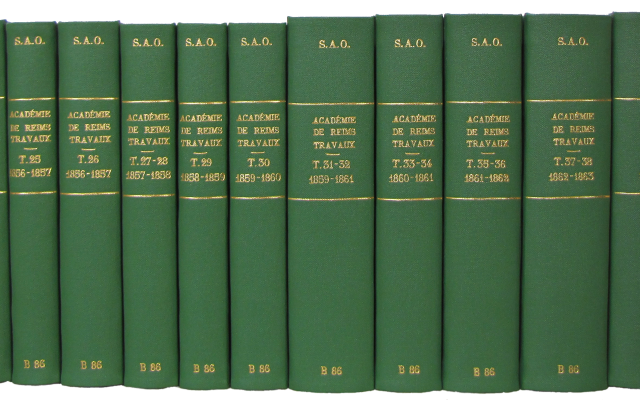 S.A.O.
ACADÉMIE
DE REIMS
TRAVAUX
T.25
1856-1857
B 86
S.A.O.
ACADÉMIE
DE REIMS
TRAVAUX
T.26
1856-1857
B 86
S.A.O.
ACADÉMIE
DE REIMS
TRAVAUX
T.27-28
1857-1858
B 86
S.A.O.
ACADÉMIE
DE REIMS
TRAVAUX
T.29
1858-1859
B 86
S.A.O.
ACADÉMIE
DE REIMS
TRAVAUX
T.30
1859-1860
B 86
S.A.O.
ACADÉMIE
DE REIMS
TRAVAUX
T.31-32
1859-1861
B 86
S.A.O.
ACADÉMIE
DE REIMS
TRAVAUX
T.33-34
1860-1861
B 86
S.A.O.
ACADÉMIE
DE REIMS
TRAVAUX
T.35-36
1861-1862
B 86
S.A.O.
ACADÉMIE
DE REIMS
TRAVAUX
T.37-38
1862-1863
B 86